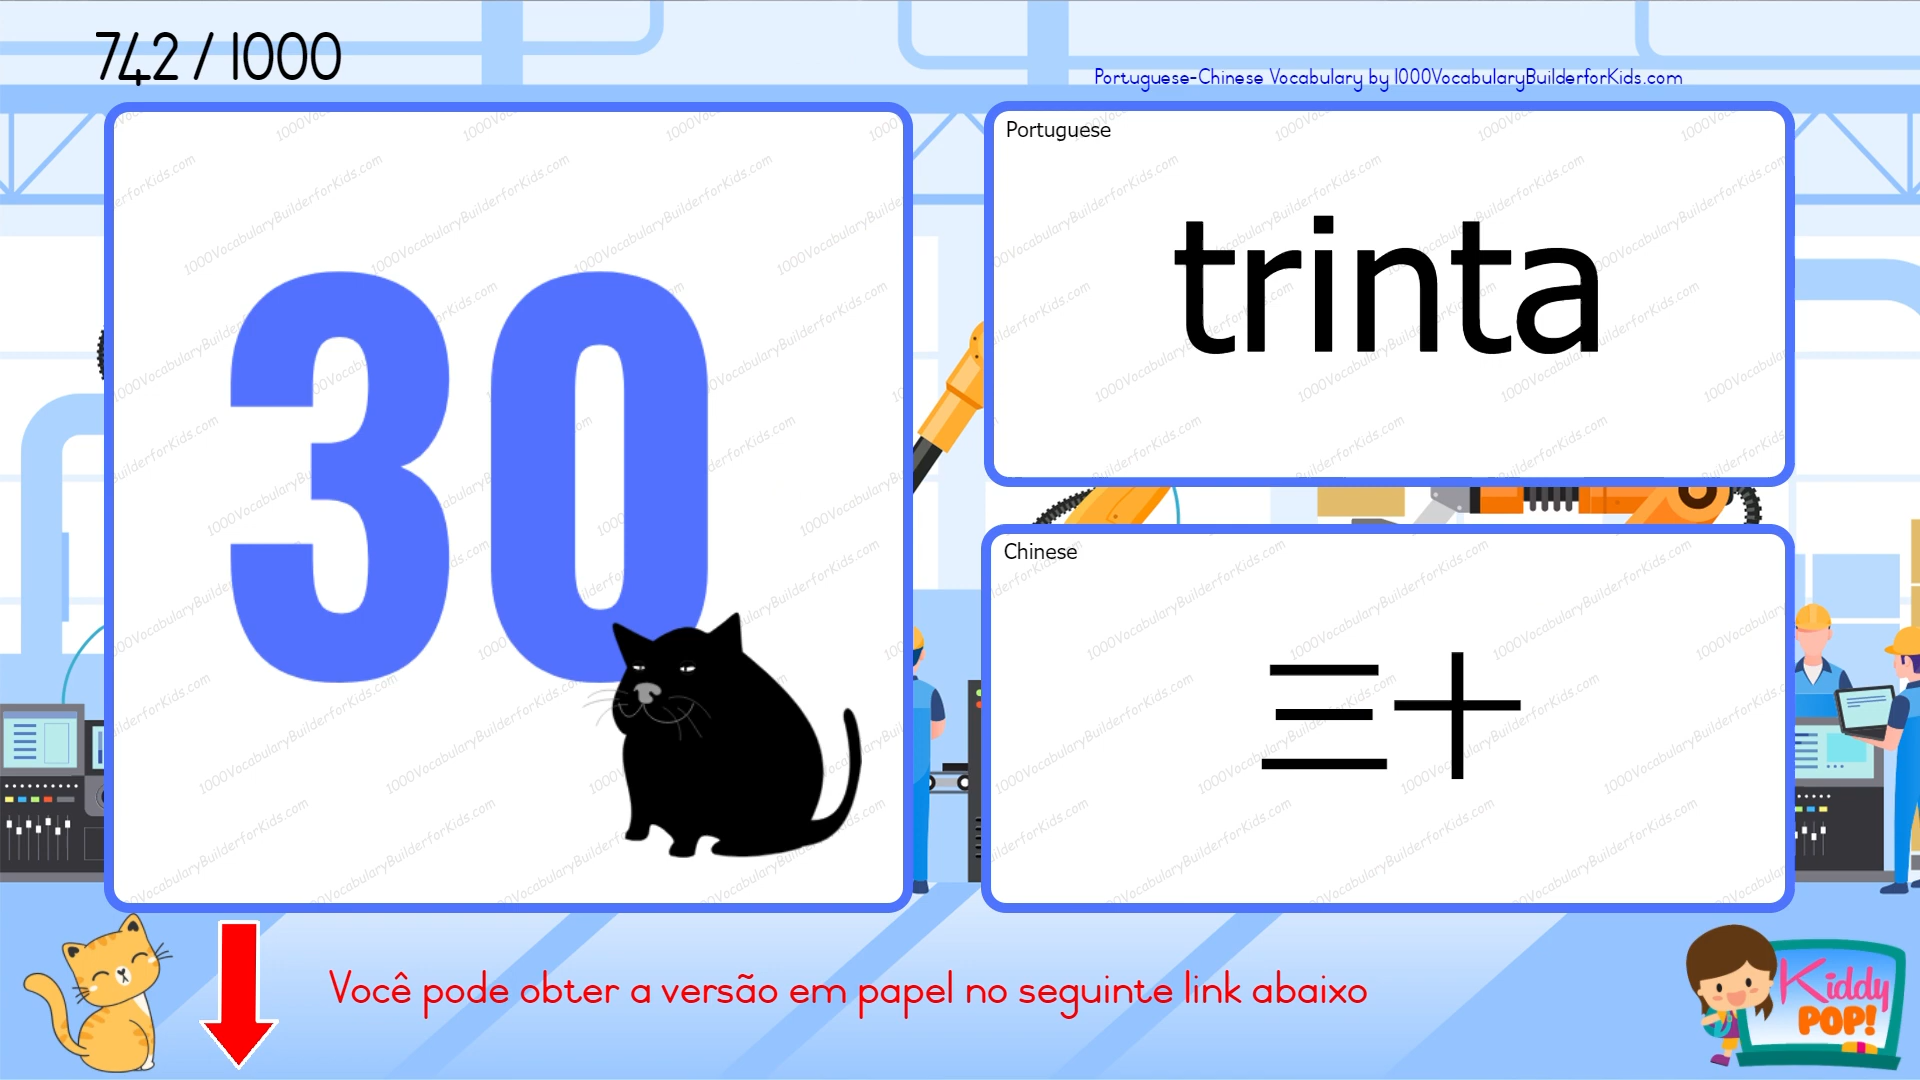 742 / 1000
Portuguese-Chinese Vocabulary by 1000VocabularyBuilderforKids.com
30
Portuguese
trinta
Chinese
三十
Você pode obter a versão em papel no seguinte link abaixo
Kiddy
POP!